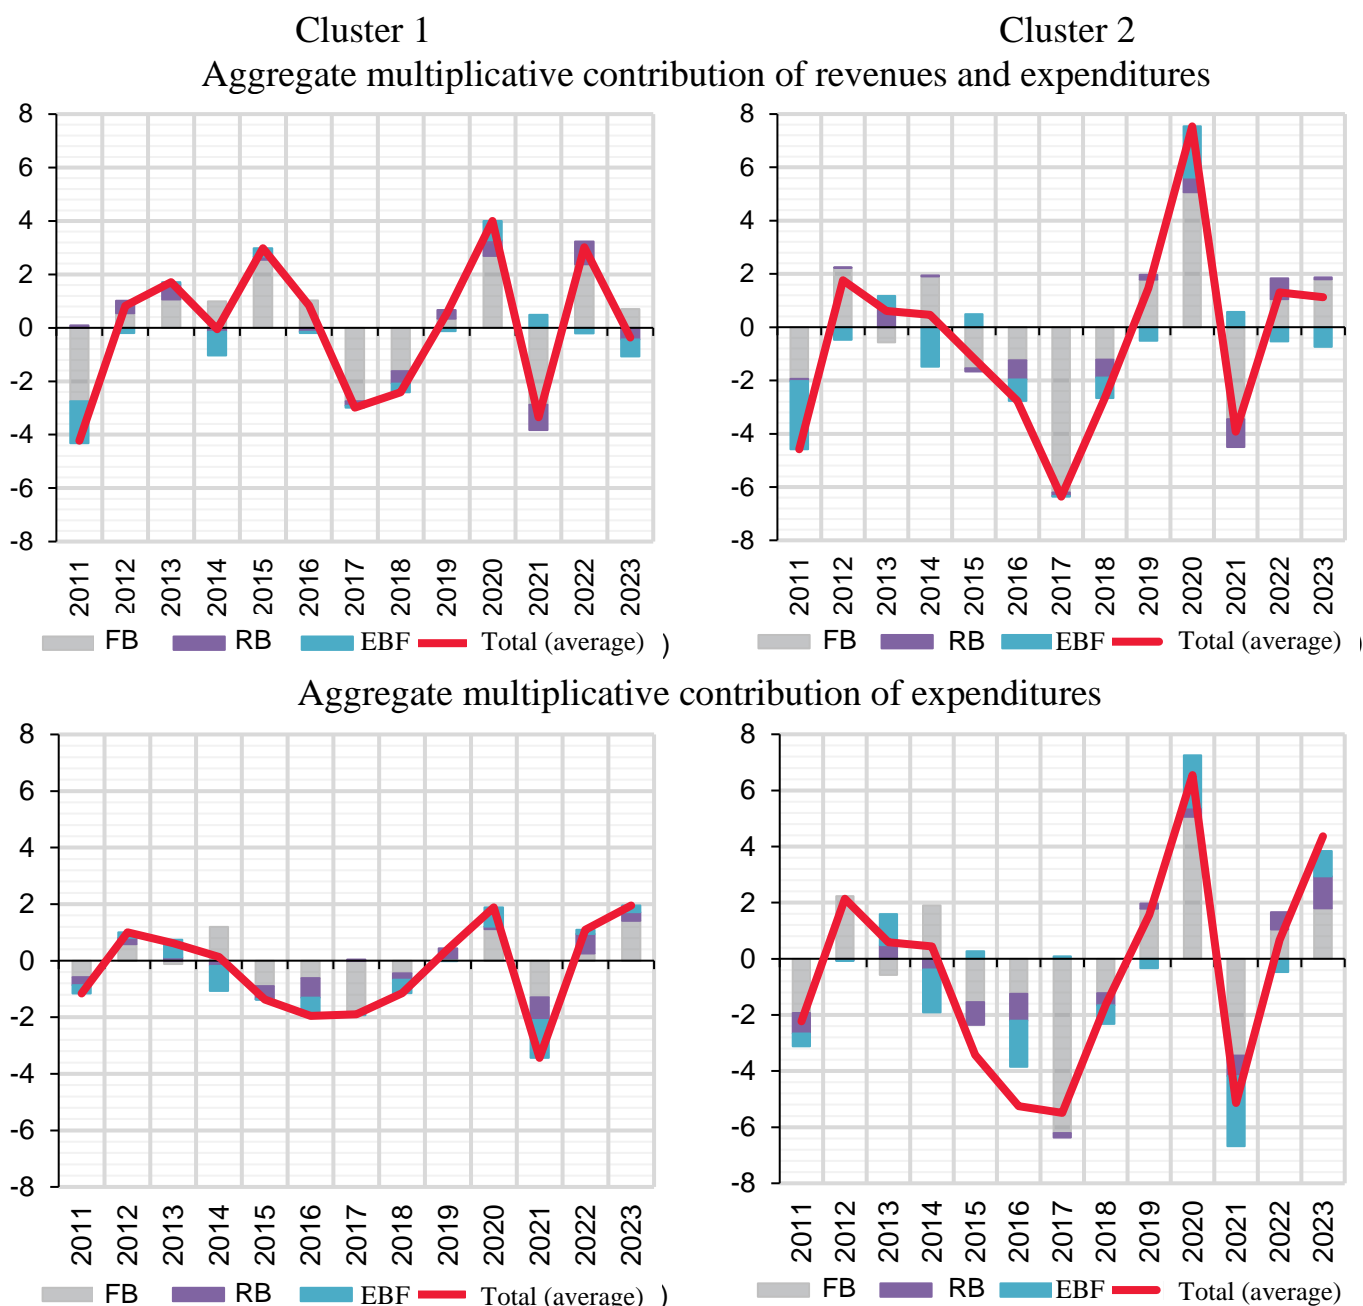 Cluster 1 Cluster 2
Aggregate multiplicative contribution of revenues and expenditures
8 8
6 6
4 4
2 2
0 0
-2 -2
-4 -4
-6 -6
-8 -8
2011 2012 2013 2014 2015 2016 2017 2018 2019 2020 2021 2022 2023 2011 2012 2013 2014 2015 2016 2017 2018 2019 2020 2021 2022 2023
FB RB EBF Total (average) ) FB RB EBF Total (average) )
Aggregate multiplicative contribution of expenditures
8 8
6 6
4 4
2 2
0 0
-2 -2
-4 -4
-6 -6
-8 -8
2011 2012 2013 2014 2015 2016 2017 2018 2019 2020 2021 2022 2023 2011 2012 2013 2014 2015 2016 2017 2018 2019 2020 2021 2022 2023
FB RB EBF Total (average) ) FB RB EBF Total (average)